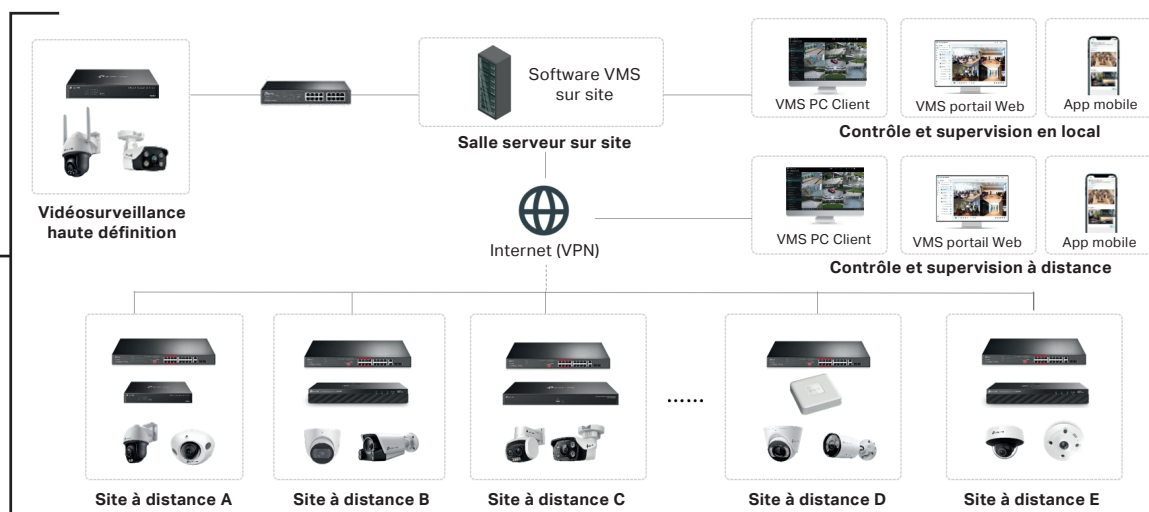 Software VMS
sur site
Salle serveur sur site
Vidéosurveillance
haute définition
VMS PC Client
VMS portail Web
App mobile
Contrôle et supervision en local
Internet (VPN)
VMS PC Client
VMS portail Web
App mobile
Contrôle et supervision à distance
......
Site à distance A
Site à distance B
Site à distance C
Site à distance D
Site à distance E